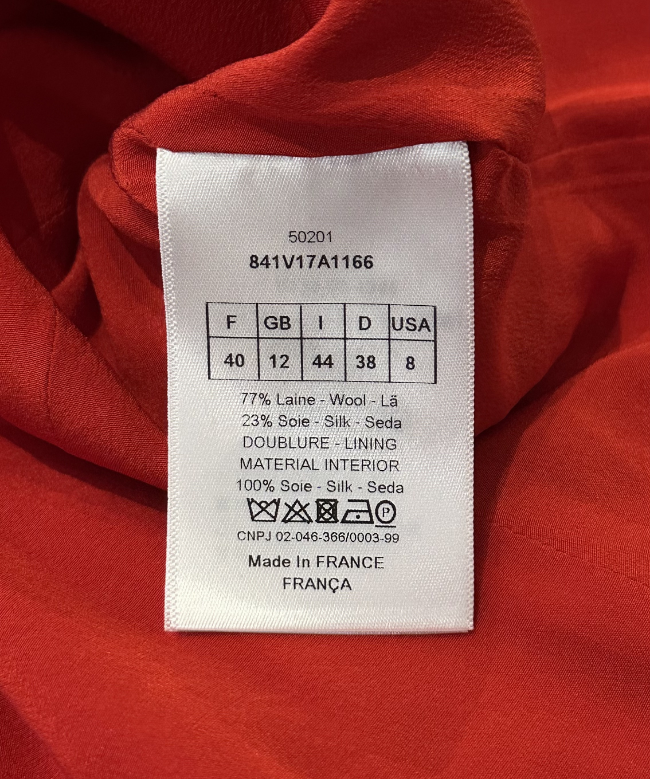 50201
841V17A1166
F GB I D USA
40 12 44 38 8
77% Laine - Wool - Lã
23% Soie - Silk - Seda
DOUBLURE - LINING
MATERIAL INTERIOR
100% Soie - Silk - Seda
P
CNPJ 02-046-366/0003-99
Made In FRANCE
FRANÇA